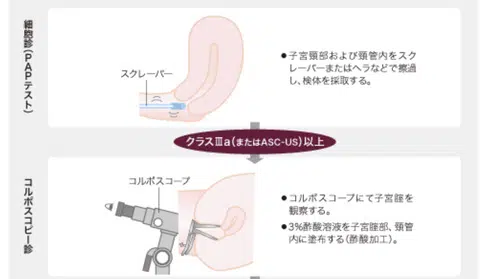 細胞診(PAPテスト)
スクレーパー
●子宮頸部および頸管内をスク
レーパーまたはヘラなどで擦過
し、検体を採取する。
クラスⅢa(またはASC-US)以上
コルポスコピー診
コルポスコープ
●コルポスコープにて子宮腟を
観察する。
●3%酢酸溶液を子宮腟部、頸管
内に塗布する(酢酸加工)。